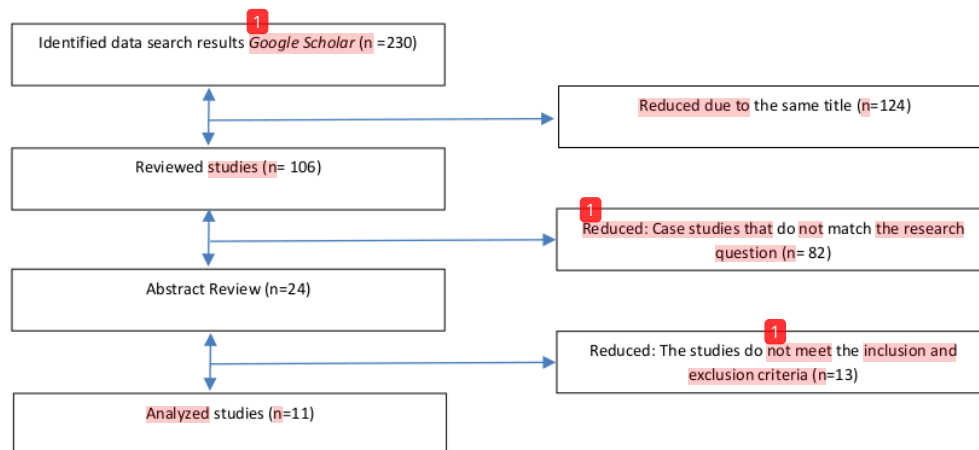 1
Identified data search results Google Scholar (n =230)
Reduced due to the same title (n=124)
Reviewed studies (n= 106)
1
Reduced: Case studies that do not match the research
question (n= 82)
Abstract Review (n=24)
1
Reduced: The studies do not meet the inclusion and
exclusion criteria (n=13)
Analyzed studies (n=11)